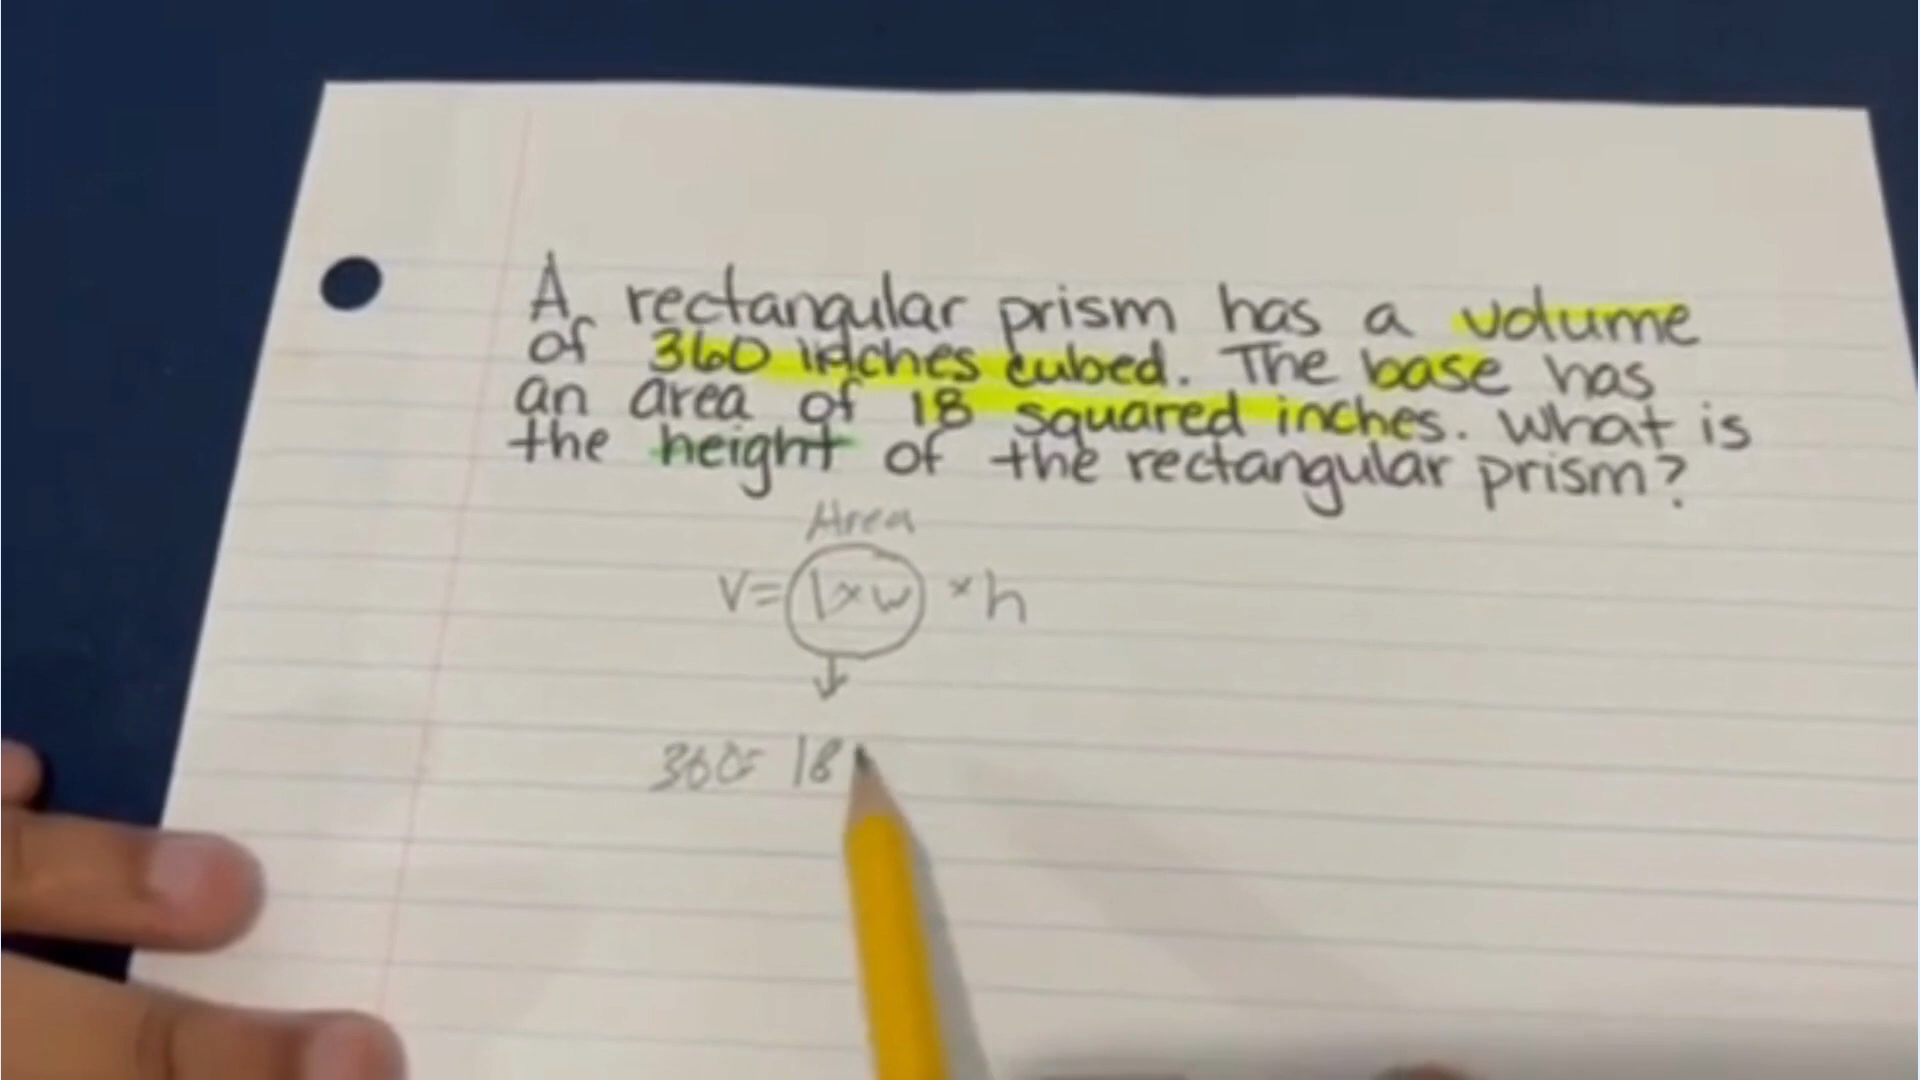 A rectangular prism has a volume
of 360 inches cubed. The base has
an area of 18 squared inches. What is
the height of the rectangular prism?
Area
V= l×w × h
360= 18